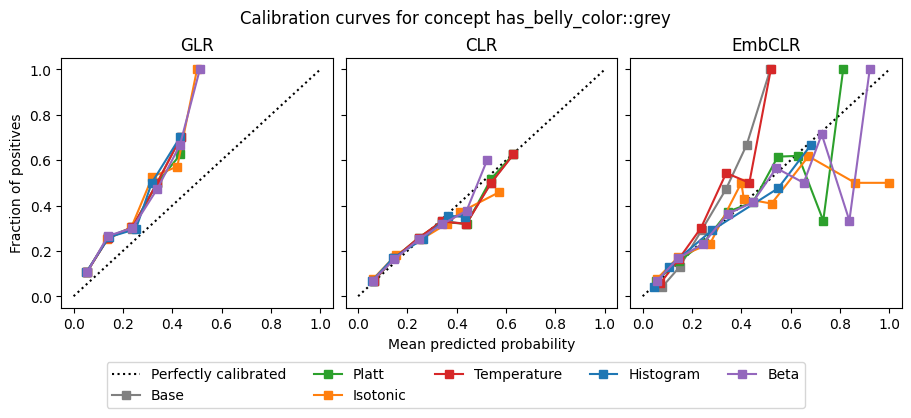 Calibration curves for concept has_belly_color::grey
GLR
CLR
EmbCLR
Fraction of positives
1.0
0.8
0.6
0.4
0.2
0.0
0.0 0.2 0.4 0.6 0.8 1.0
0.0 0.2 0.4 0.6 0.8 1.0
0.0 0.2 0.4 0.6 0.8 1.0
Mean predicted probability
Perfectly calibrated
Base
Platt
Isotonic
Temperature
Histogram
Beta